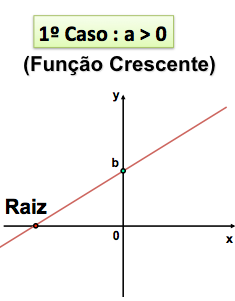 1º Caso : a > 0
(Função Crescente)
y
b
Raiz
0
x